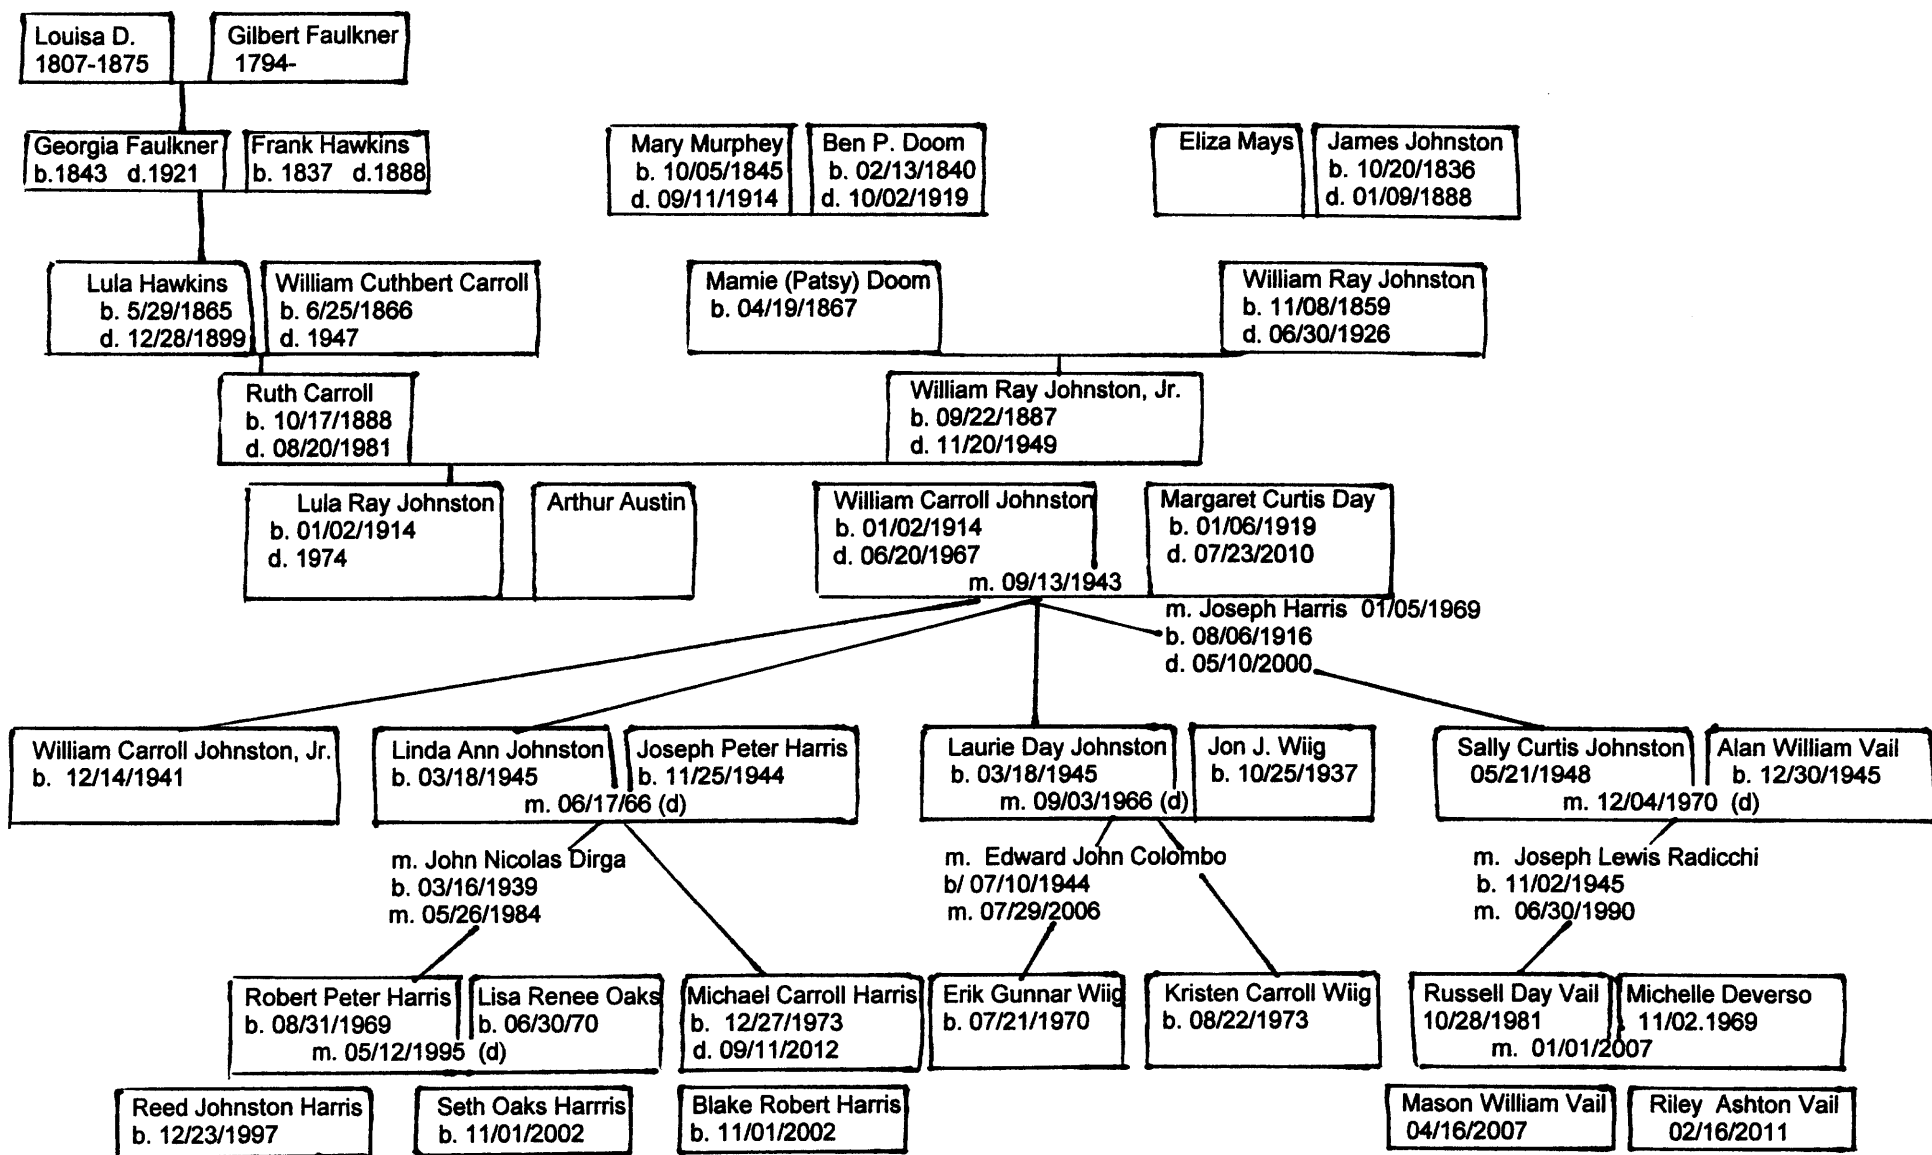 Louisa D.
1807-1875
Gilbert Faulkner
1794-
Georgia Faulkner
b.1843 d.1921
Frank Hawkins
b. 1837 d.1888
Mary Murphey
b. 10/05/1845
d. 09/11/1914
Ben P. Doom
b. 02/13/1840
d. 10/02/1919
Eliza Mays
James Johnston
b. 10/20/1836
d. 01/09/1888
Lula Hawkins
b. 5/29/1865
d. 12/28/1899
William Cuthbert Carroll
b. 6/25/1866
d. 1947
Mamie (Patsy) Doom
b. 04/19/1867
William Ray Johnston
b. 11/08/1859
d. 06/30/1926
Ruth Carroll
b. 10/17/1888
d. 08/20/1981
William Ray Johnston, Jr.
b. 09/22/1887
d. 11/20/1949
Lula Ray Johnston
b. 01/02/1914
d. 1974
Arthur Austin
William Carroll Johnston
b. 01/02/1914
d. 06/20/1967
m. 09/13/1943
Margaret Curtis Day
b. 01/06/1919
d. 07/23/2010
m. Joseph Harris 01/05/1969
b. 08/06/1916
d. 05/10/2000
William Carroll Johnston, Jr.
b. 12/14/1941
Linda Ann Johnston
b. 03/18/1945
Joseph Peter Harris
b. 11/25/1944
m. 06/17/66 (d)
Laurie Day Johnston
b. 03/18/1945
Jon J. Wiig
b. 10/25/1937
m. 09/03/1966 (d)
Sally Curtis Johnston
05/21/1948
Alan William Vail
b. 12/30/1945
m. 12/04/1970 (d)
m. John Nicolas Dirga
b. 03/16/1939
m. 05/26/1984
m. Edward John Colombo
b/ 07/10/1944
m. 07/29/2006
m. Joseph Lewis Radicchi
b. 11/02/1945
m. 06/30/1990
Robert Peter Harris
b. 08/31/1969
Lisa Renee Oaks
b. 06/30/70
m. 05/12/1995 (d)
Michael Carroll Harris
b. 12/27/1973
d. 09/11/2012
Erik Gunnar Wiig
b. 07/21/1970
Kristen Carroll Wiig
b. 08/22/1973
Russell Day Vail
10/28/1981
Michelle Deverso
11/02.1969
m. 01/01/2007
Reed Johnston Harris
b. 12/23/1997
Seth Oaks Harrris
b. 11/01/2002
Blake Robert Harris
b. 11/01/2002
Mason William Vail
04/16/2007
Riley Ashton Vail
02/16/2011